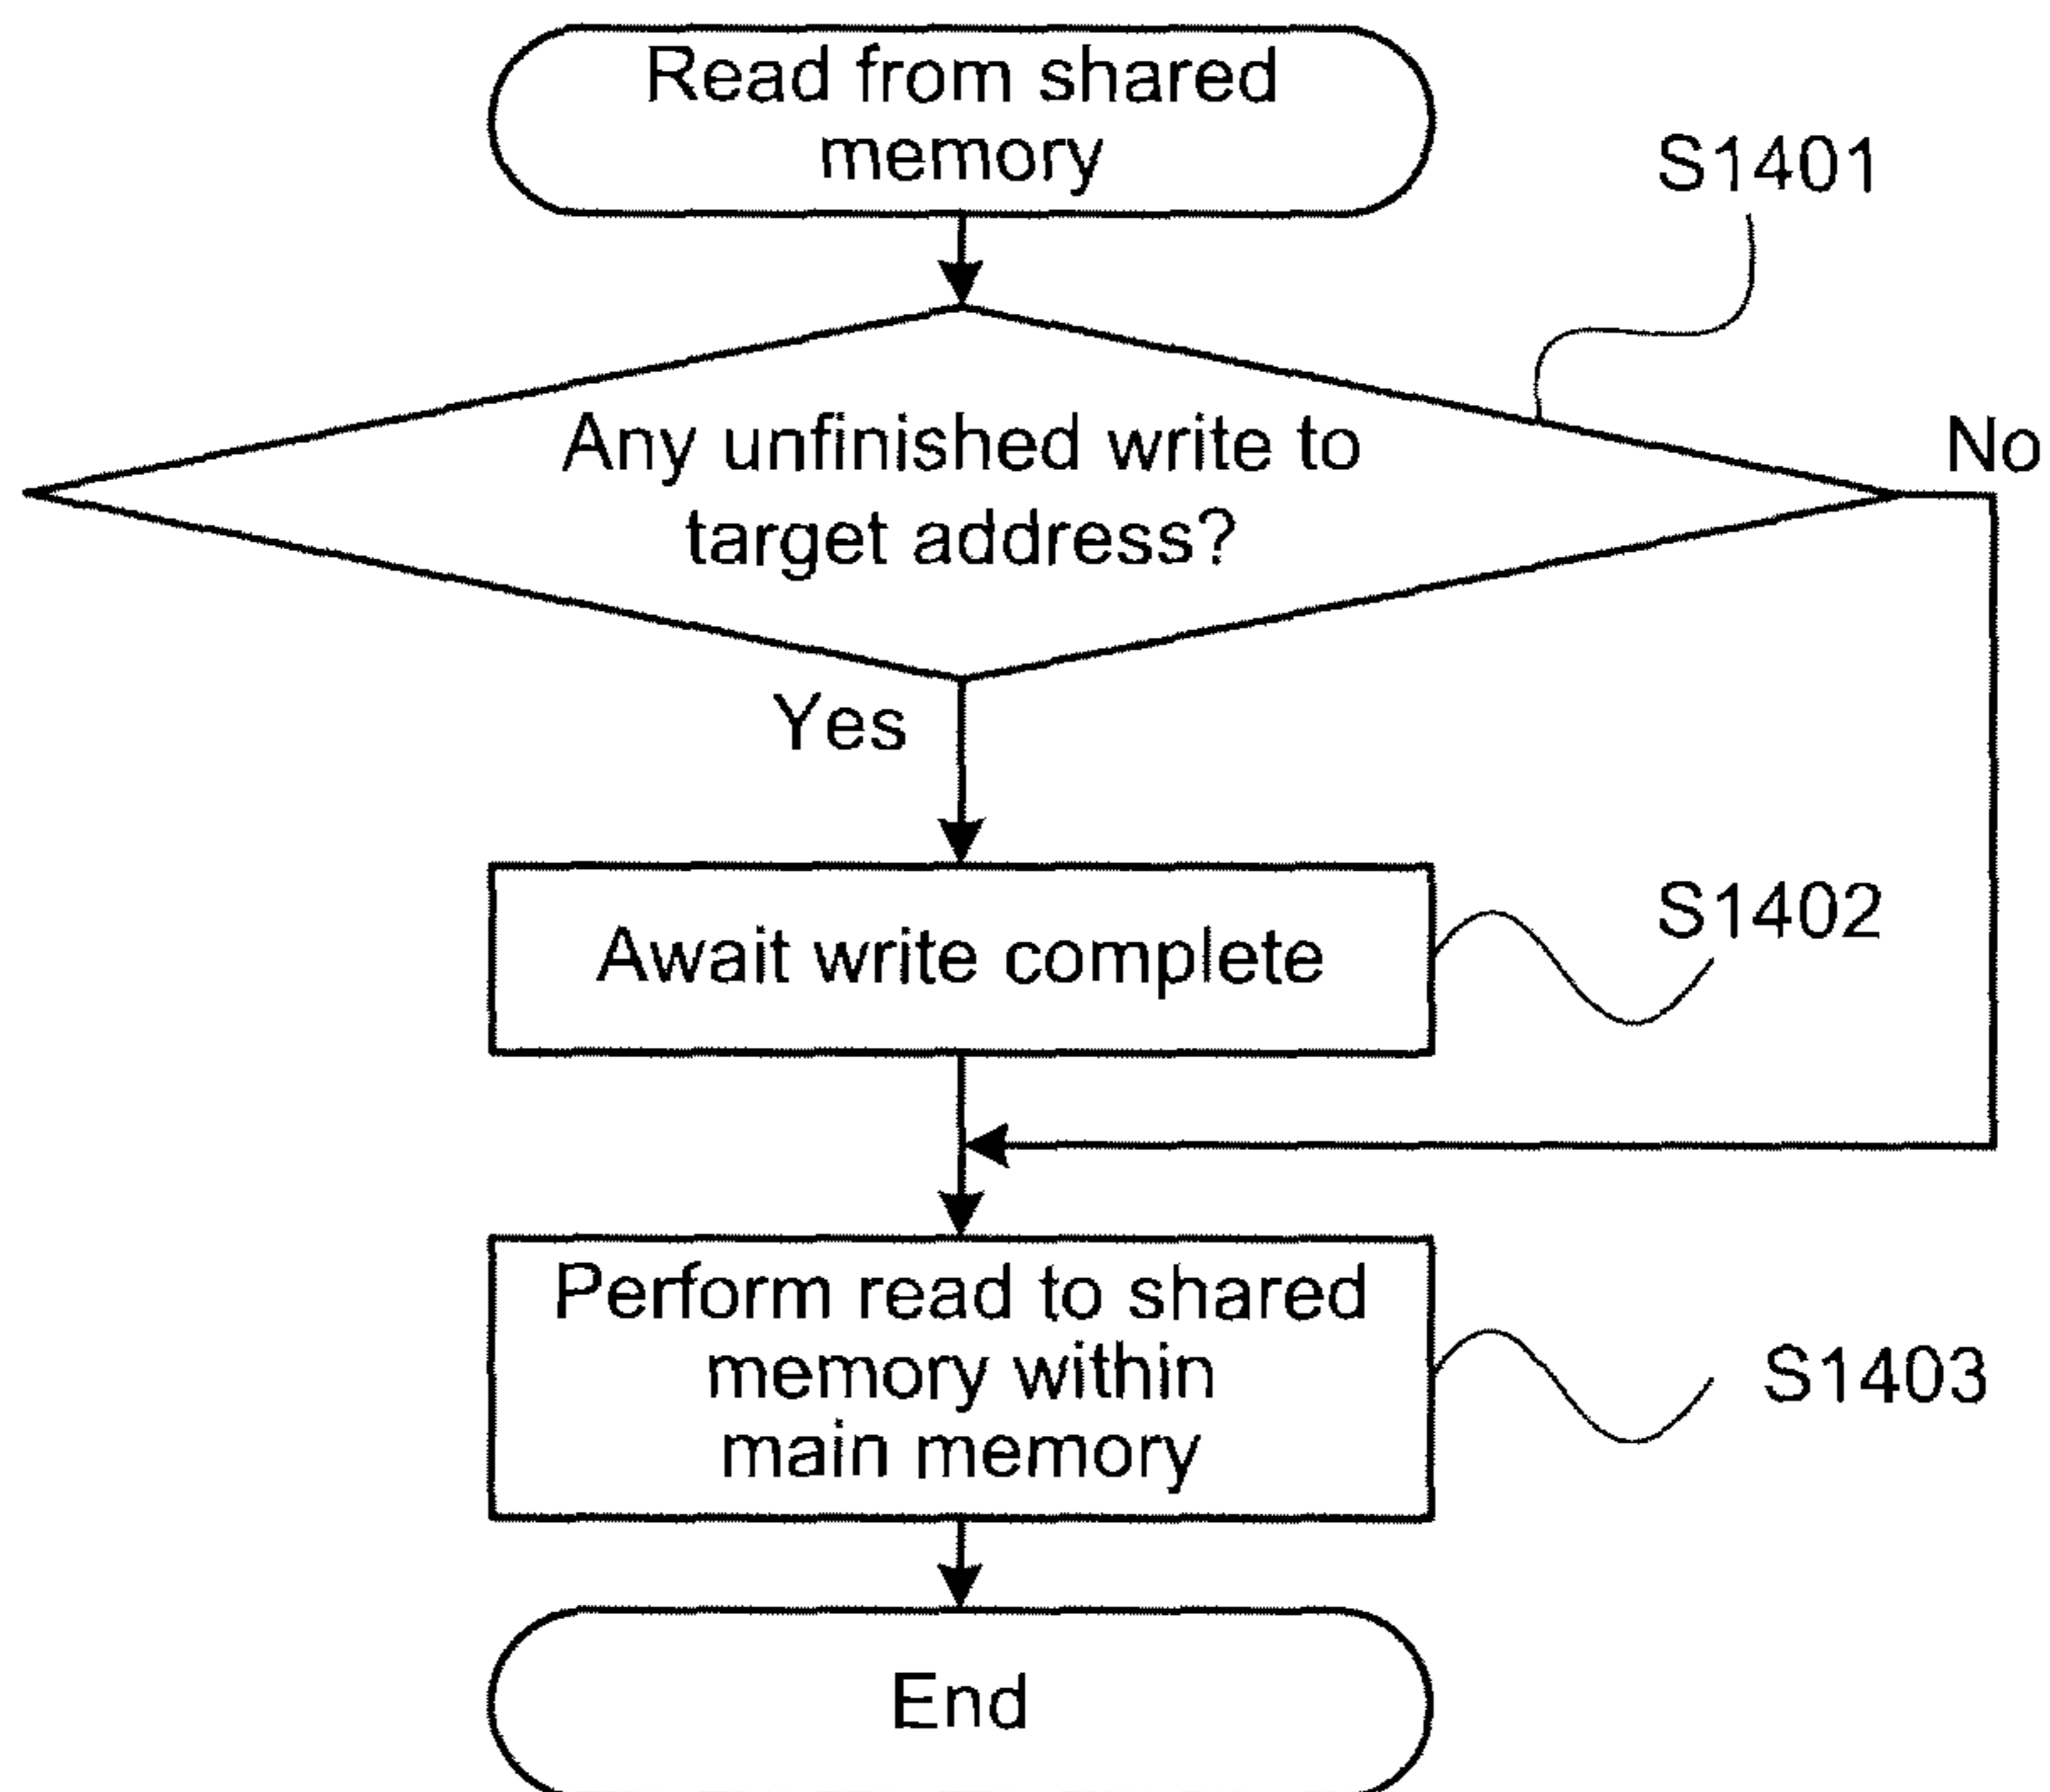 Read from shared
memory
S1401
Any unfinished write to
target address?
No
Yes
Await write complete
S1402
Perform read to shared
memory within
main memory
S1403
End